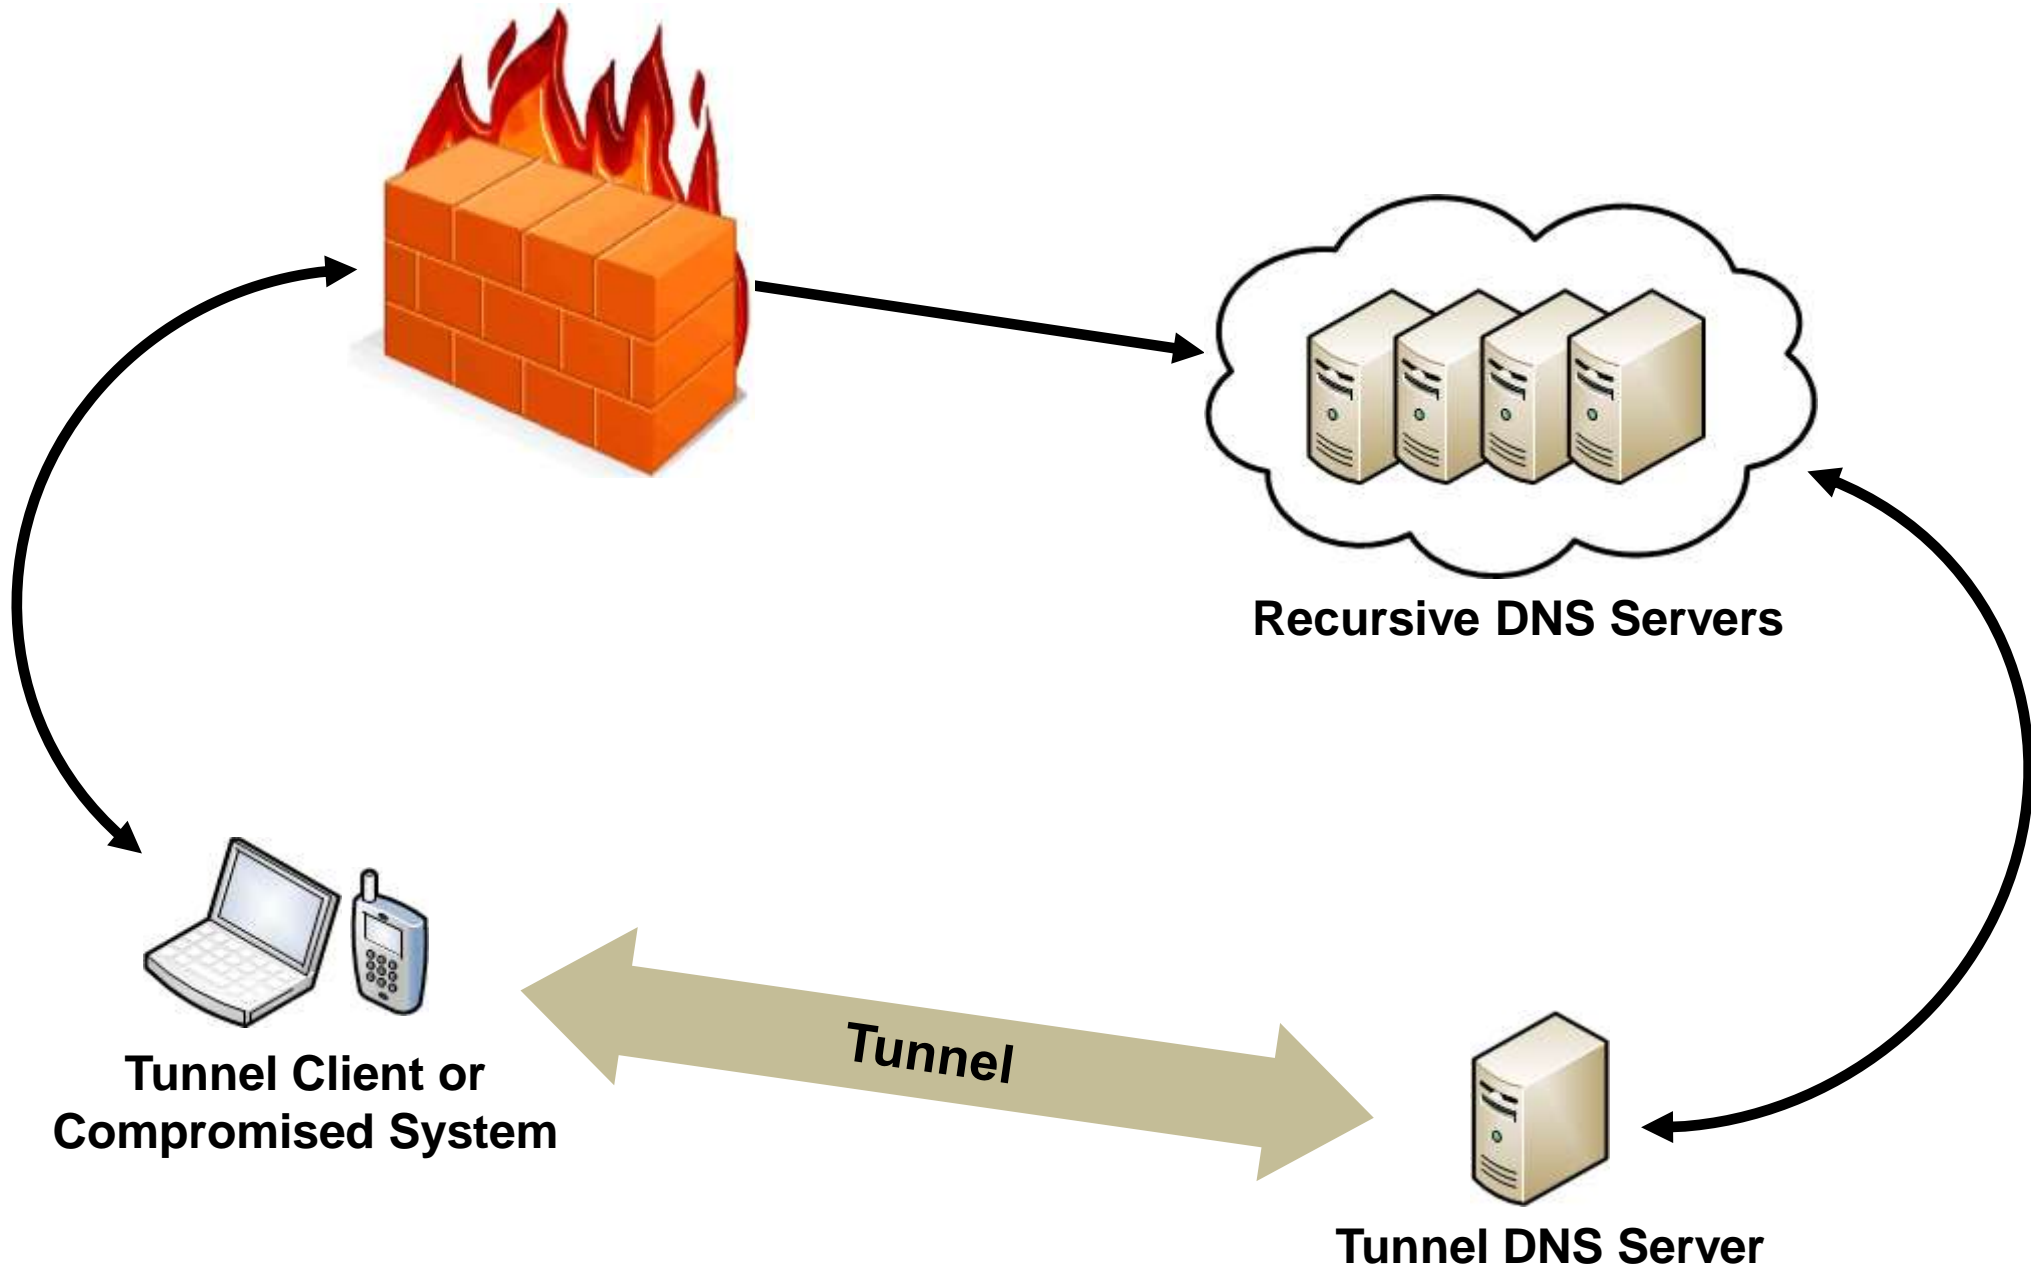 Recursive DNS Servers
Tunnel Client or
Compromised System
Tunnel
Tunnel DNS Server